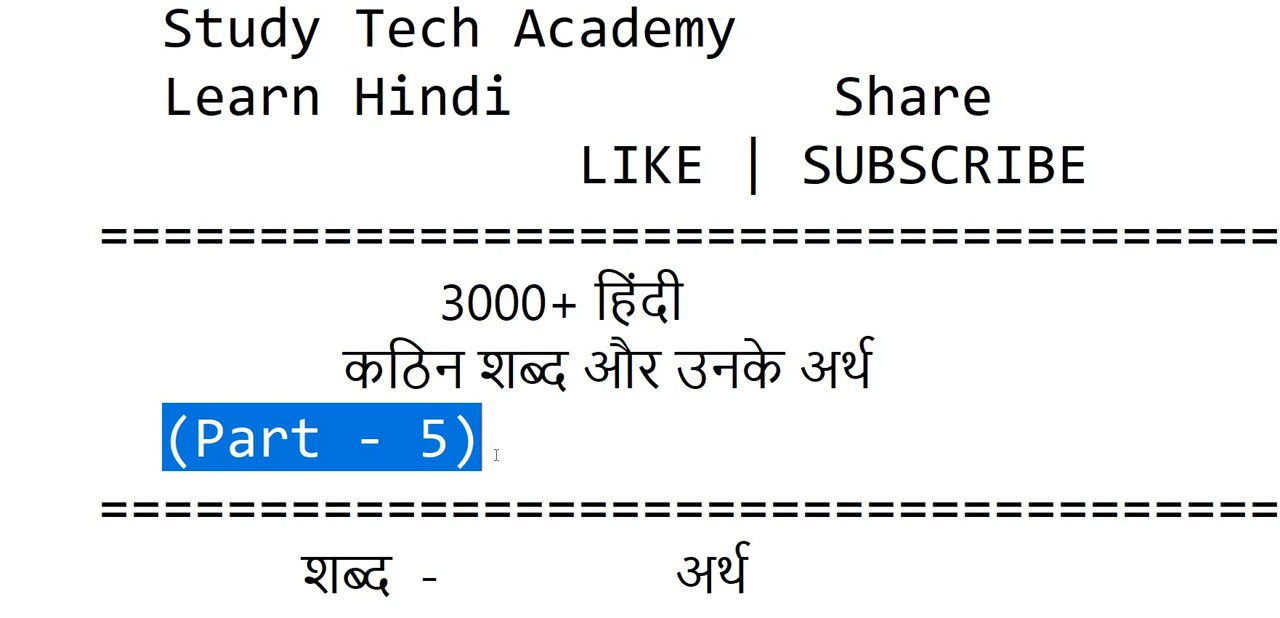 Study Tech Academy
Learn Hindi Share
LIKE | SUBSCRIBE
=====================================
3000+ हिंदी
कठिन शब्द और उनके अर्थ
(Part - 5)
=====================================
शब्द - अर्थ